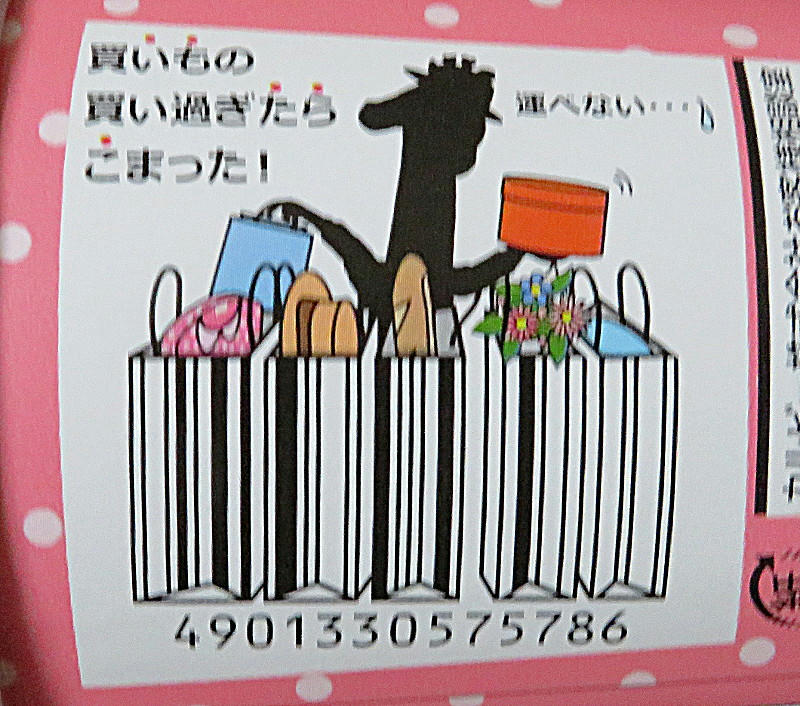 買いもの
買い過ぎたら
こまった！
運べない・・・
4901330575786